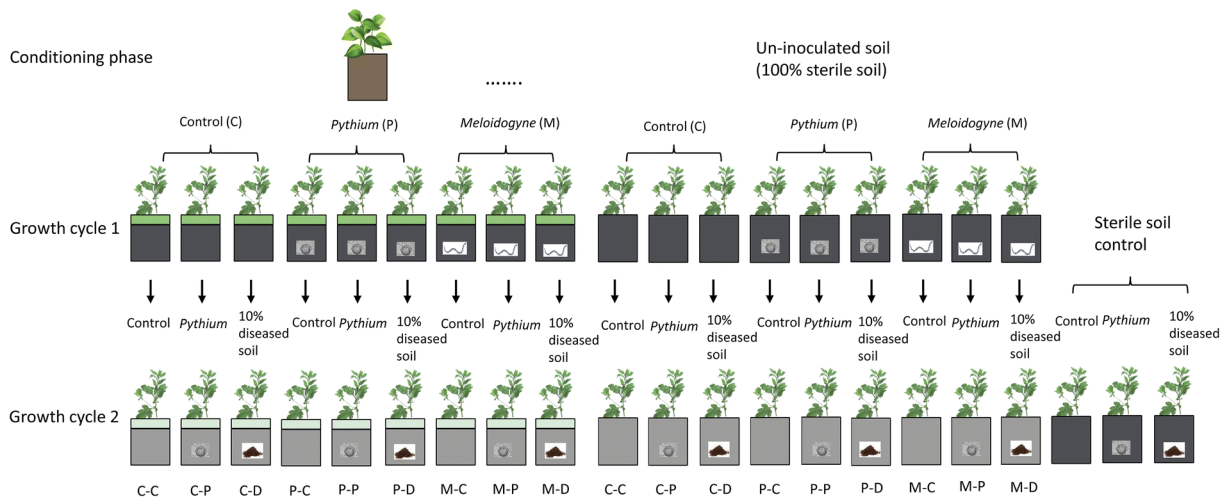 Conditioning phase
Un-inoculated soil
(100% sterile soil)
.......
Control (C)
Pythium (P)
Meloidogyne (M)
Control (C)
Pythium (P)
Meloidogyne (M)
Growth cycle 1
Sterile soil
control
Control
Pythium
10%
diseased
soil
Control
Pythium
10%
diseased
soil
Control
Pythium
10%
diseased
soil
Control
Pythium
10%
diseased
soil
Control
Pythium
10%
diseased
soil
Control
Pythium
10%
diseased
soil
Control
Pythium
10%
diseased
soil
Growth cycle 2
C-C C-P C-D P-C P-P P-D M-C M-P M-D C-C C-P C-D P-C P-P P-D M-C M-P M-D